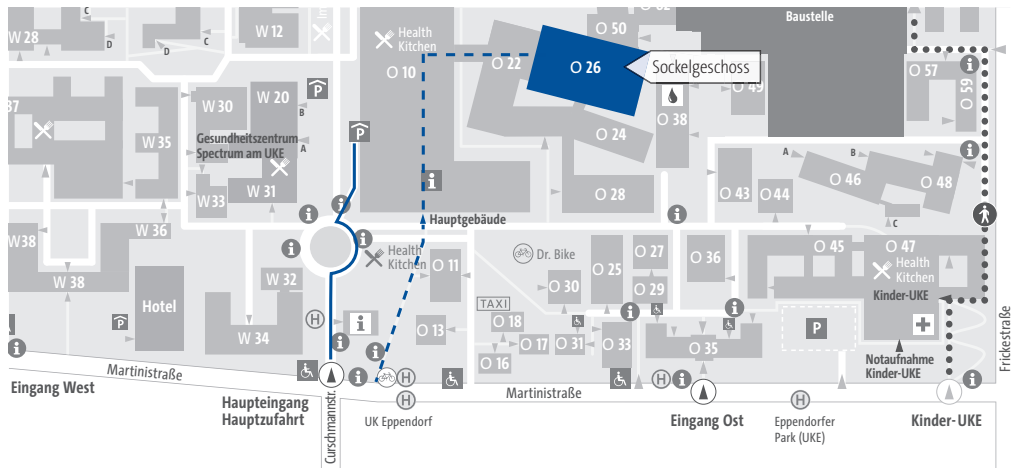 W 28
C
D
C
D
W 12
Health
Kitchen
O 10
O 22
O 50
O 26
Sockelgeschoss
Baustelle
O 57
O 59
O 49
O 38
O 24
O 28
37
W 35
W 30
W 20
B
A
Gesundheitszentrum
Spectrum am UKE
W 33
W 31
P
P
i
Hauptgebäude
O 43
O 44
A
O 46
B
O 48
C
W 36
W 38
W 38
Hotel
P
W 32
W 34
H
i
Health
Kitchen
O 11
O 13
Dr. Bike
O 30
O 25
O 27
O 29
O 36
O 45
O 47
Health
Kitchen
Kinder-UKE
TAXI
O 18
O 17
O 16
O 31
O 33
O 35
P
Notaufnahme
Kinder-UKE
Frickestraße
Martinistraße
Martinistraße
Eingang West
Haupteingang
Hauptzufahrt
Curschmannstr.
H
H
UK Eppendorf
H
Eingang Ost
H
Eppendorfer
Park (UKE)
Kinder-UKE